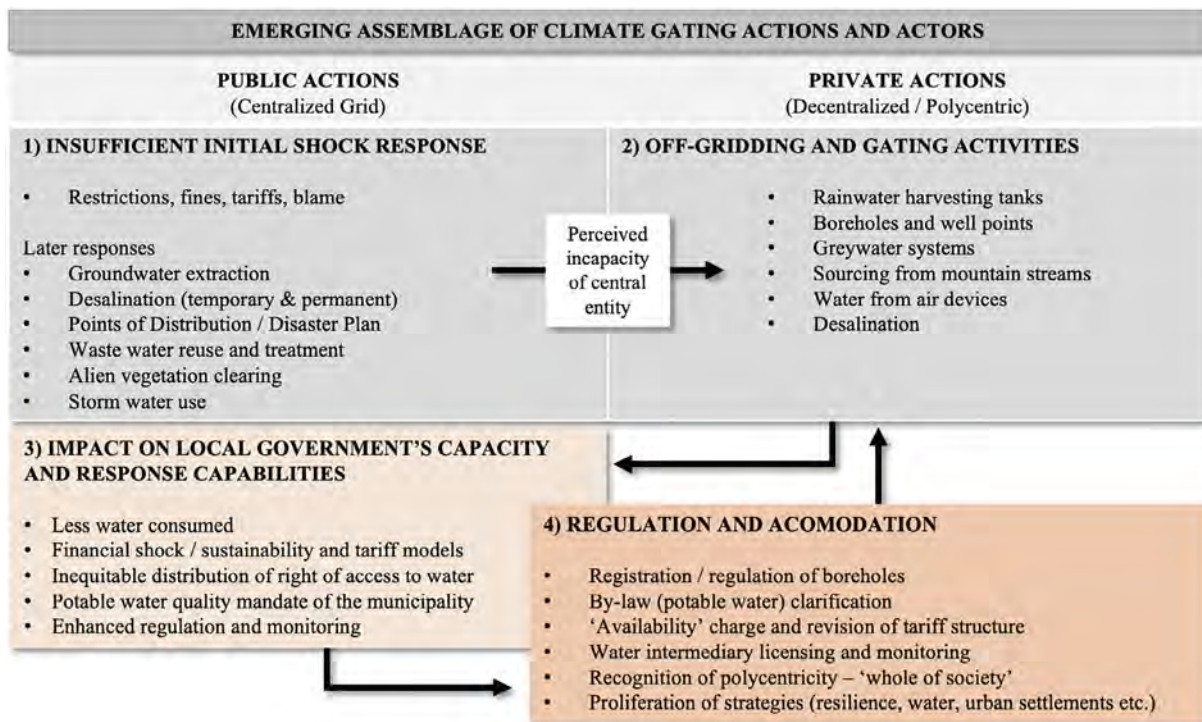 EMERGING ASSEMBLAGE OF CLIMATE GATING ACTIONS AND ACTORS
PUBLIC ACTIONS
(Centralized Grid)
PRIVATE ACTIONS
(Decentralized / Polycentric)
1) INSUFFICIENT INITIAL SHOCK RESPONSE
• Restrictions, fines, tariffs, blame
Later responses
• Groundwater extraction
• Desalination (temporary & permanent)
• Points of Distribution / Disaster Plan
• Waste water reuse and treatment
• Alien vegetation clearing
• Storm water use
Perceived
incapacity
of central
entity
2) OFF-GRIDDING AND GATING ACTIVITIES
• Rainwater harvesting tanks
• Boreholes and well points
• Greywater systems
• Sourcing from mountain streams
• Water from air devices
• Desalination
3) IMPACT ON LOCAL GOVERNMENT’S CAPACITY
AND RESPONSE CAPABILITIES
• Less water consumed
• Financial shock / sustainability and tariff models
• Inequitable distribution of right of access to water
• Potable water quality mandate of the municipality
• Enhanced regulation and monitoring
4) REGULATION AND ACOMODATION
• Registration / regulation of boreholes
• By-law (potable water) clarification
• ‘Availability’ charge and revision of tariff structure
• Water intermediary licensing and monitoring
• Recognition of polycentricity – ‘whole of society’
• Proliferation of strategies (resilience, water, urban settlements etc.)